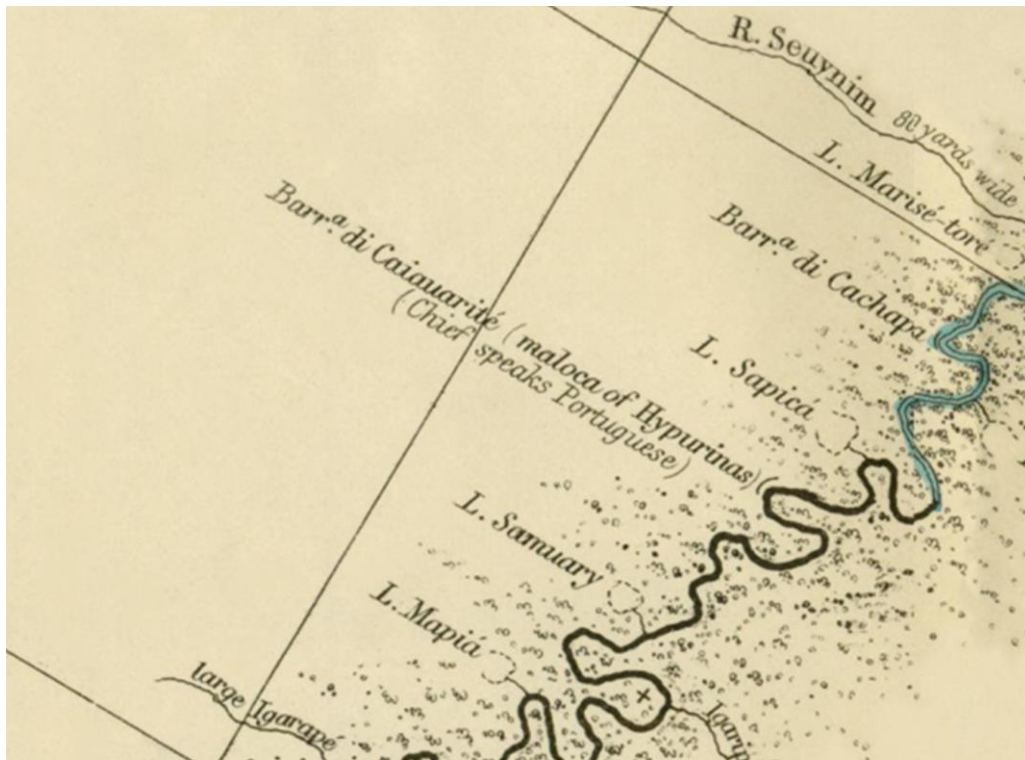 R. Seuynim 80 yards wide
L. Marisé-toré
Barr.a di Cachapa
Barr.a di Caiauarité (maloca of Hypurinas)
(Chief speaks Portuguese)
L. Sapicá
L. Samuary
L. Mapiá
large Igarapé
Igarip